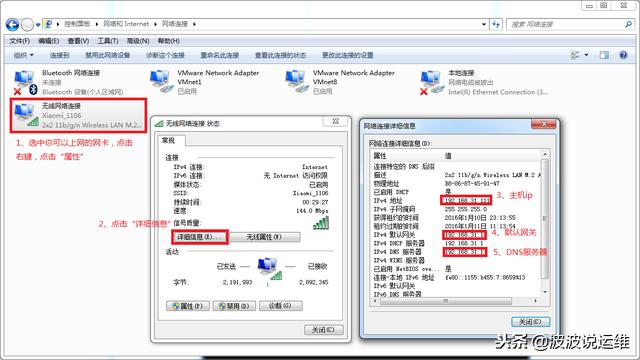 控制面板 ▸ 网络和 Internet ▸ 网络连接 ▸
搜索 网络连接
文件(F) 编辑(E) 查看(V) 工具(T) 高级(N) 帮助(H)
组织 连接到 禁用此网络设备 诊断这个连接 重命名此连接 查看此连接的状态 更改此连接的设置
Bluetooth 网络连接
未连接
Bluetooth 设备(个人区域网)
VMware Network Adapter
VMnet1
已启用
VMware Network Adapter
VMnet8
已启用
本地连接
网络电缆被拔出
Intel(R) Ethernet Connection (3...
无线网络连接
Xiaomi_1106
2x2 11b/g/n Wireless LAN M.2...
1、选中你可以上网的网卡，点击
右键，点击“属性”
无线网络连接 状态
常规
连接
IPv4 连接: Internet
IPv6 连接: 无 Internet 访问权限
媒体状态: 已启用
SSID: Xiaomi_1106
持续时间: 00:29:27
速度: 144.0 Mbps
信号质量:
2、点击“详细信息”
详细信息(E)... 无线属性(W)
活动
已发送 已接收
字节: 2,191,993 2,892,345
属性(P) 禁用(D) 诊断(G)
关闭(C)
网络连接详细信息
网络连接详细信息(D):
属性 值
连接特定的 DNS 后缀
描述 2x2 11b/g/n Wireless LAN M.2 A
物理地址 B8-86-87-45-91-47
已启用 DHCP 是
IPv4 地址 192.168.31.111
3、主机ip
IPv4 子网掩码 255.255.255.0
获得租约的时间 2016年1月10日 23:13:55
租约过期的时间 2016年1月11日 11:13:54
IPv4 默认网关 192.168.31.1
4、默认网关
IPv4 DHCP 服务器 192.168.31.1
IPv4 DNS 服务器 192.168.31.1
5、DNS服务器
IPv4 WINS 服务器
已启用 NetBIOS ove... 是
连接-本地 IPv6 地址 fe80::1155:b455:7:8659%13
IPv6 默认网关
IPv6 DNS 服务器
关闭(C)
头条 @波波说运维